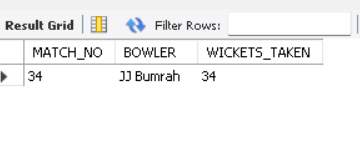 Result Grid Filter Rows:
MATCH_NO BOWLER WICKETS_TAKEN
34 JJ Bumrah 34